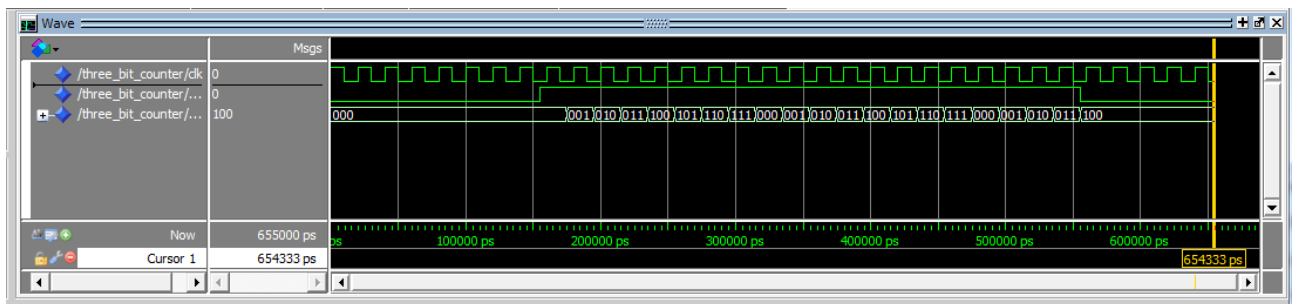 Wave
Msgs
/three_bit_counter/clk 0
/three_bit_counter/... 0
/three_bit_counter/... 100 000 001 010 011 100 101 110 111 000 001 010 011 100 101 110 111 000 001 010 011 100
Now 655000 ps ps 100000 ps 200000 ps 300000 ps 400000 ps 500000 ps 600000 ps
Cursor 1 654333 ps 654333 ps